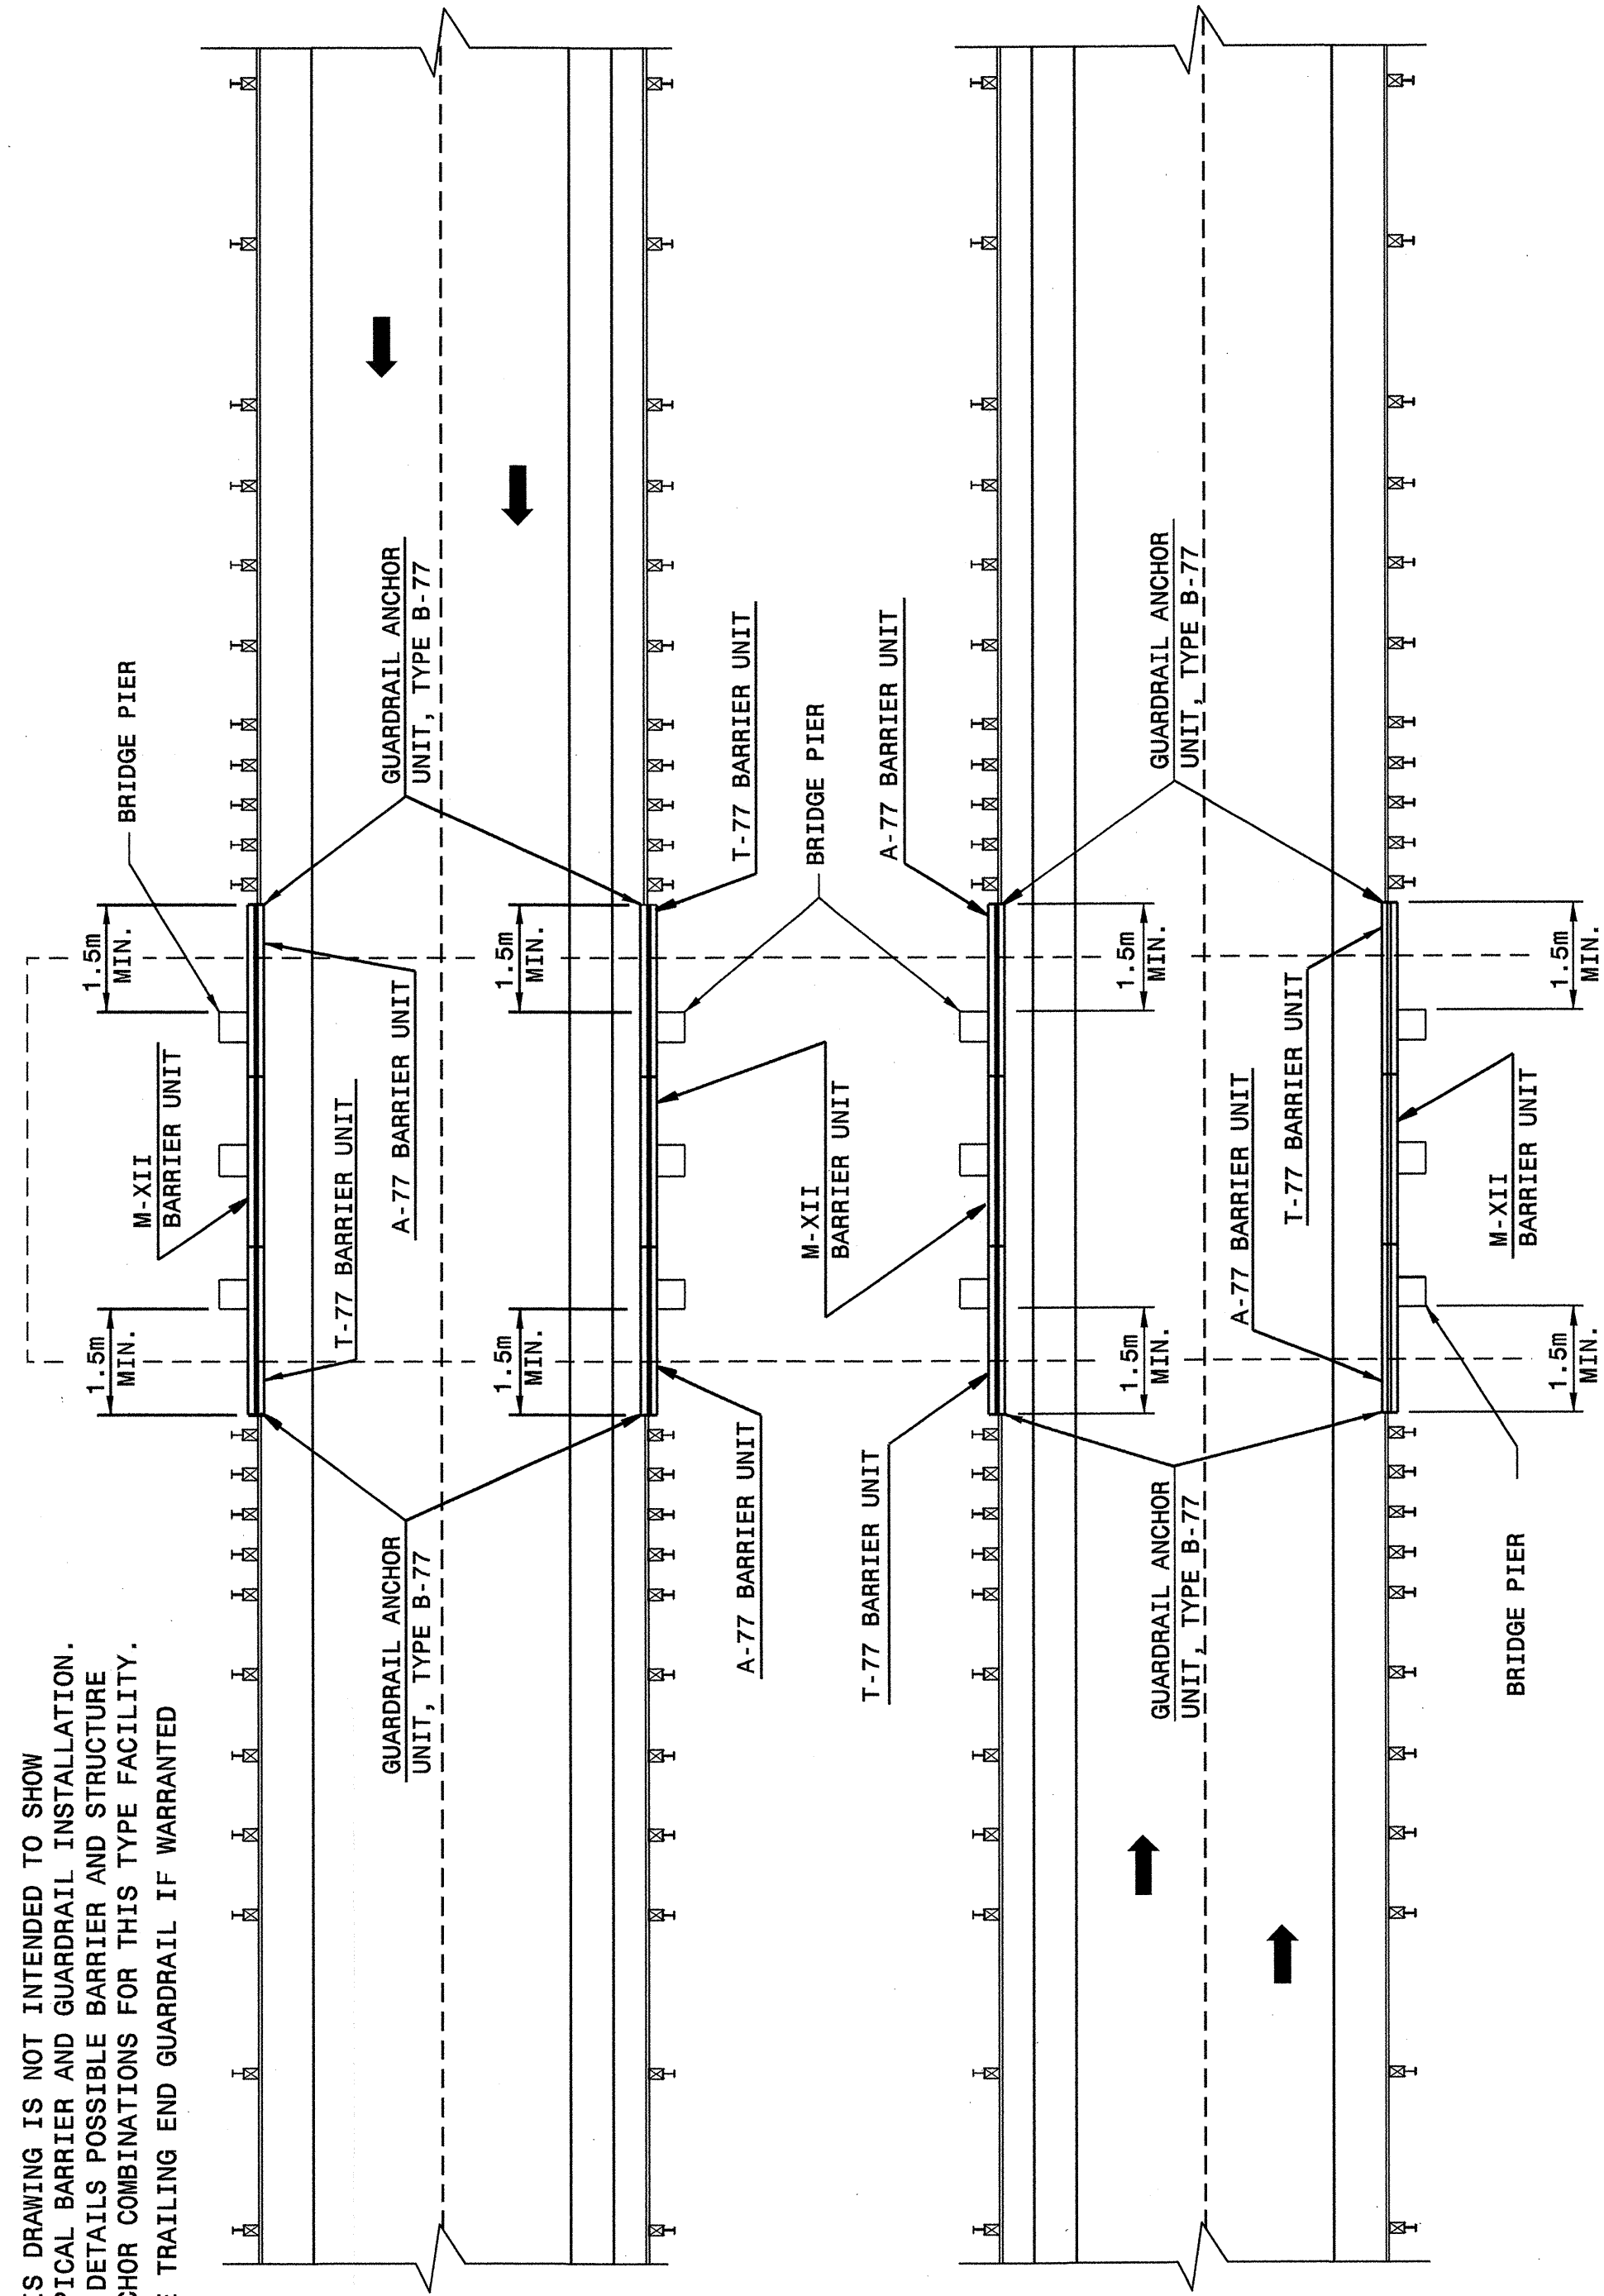 S DRAWING IS NOT INTENDED TO SHOW
PICAL BARRIER AND GUARDRAIL INSTALLATION.
DETAILS POSSIBLE BARRIER AND STRUCTURE
CHOR COMBINATIONS FOR THIS TYPE FACILITY.
TRAILING END GUARDRAIL IF WARRANTED
1.5m
MIN.
M-XII
BARRIER UNIT
1.5m
MIN.
BRIDGE PIER
T-77 BARRIER UNIT
A-77 BARRIER UNIT
GUARDRAIL ANCHOR
UNIT, TYPE B-77
GUARDRAIL ANCHOR
UNIT, TYPE B-77
1.5m
MIN.
1.5m
MIN.
A-77 BARRIER UNIT
T-77 BARRIER UNIT
M-XII
BARRIER UNIT
BRIDGE PIER
T-77 BARRIER UNIT
A-77 BARRIER UNIT
1.5m
MIN.
1.5m
MIN.
GUARDRAIL ANCHOR
UNIT, TYPE B-77
GUARDRAIL ANCHOR
UNIT, TYPE B-77
A-77 BARRIER UNIT
T-77 BARRIER UNIT
BRIDGE PIER
M-XII
BARRIER UNIT
1.5m
MIN.
1.5m
MIN.